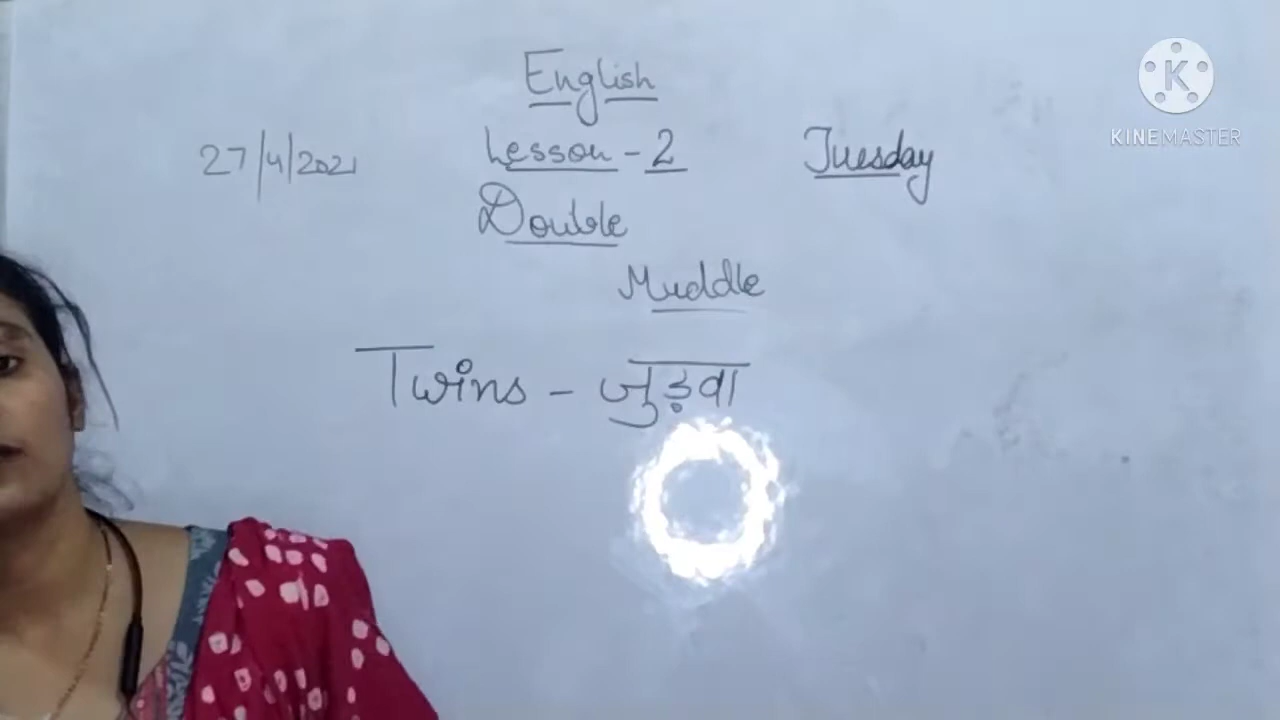 English
27/4/2021 Lesson - 2 Tuesday
Double
Muddle
Twins - जुड़वा
K
KINEMASTER